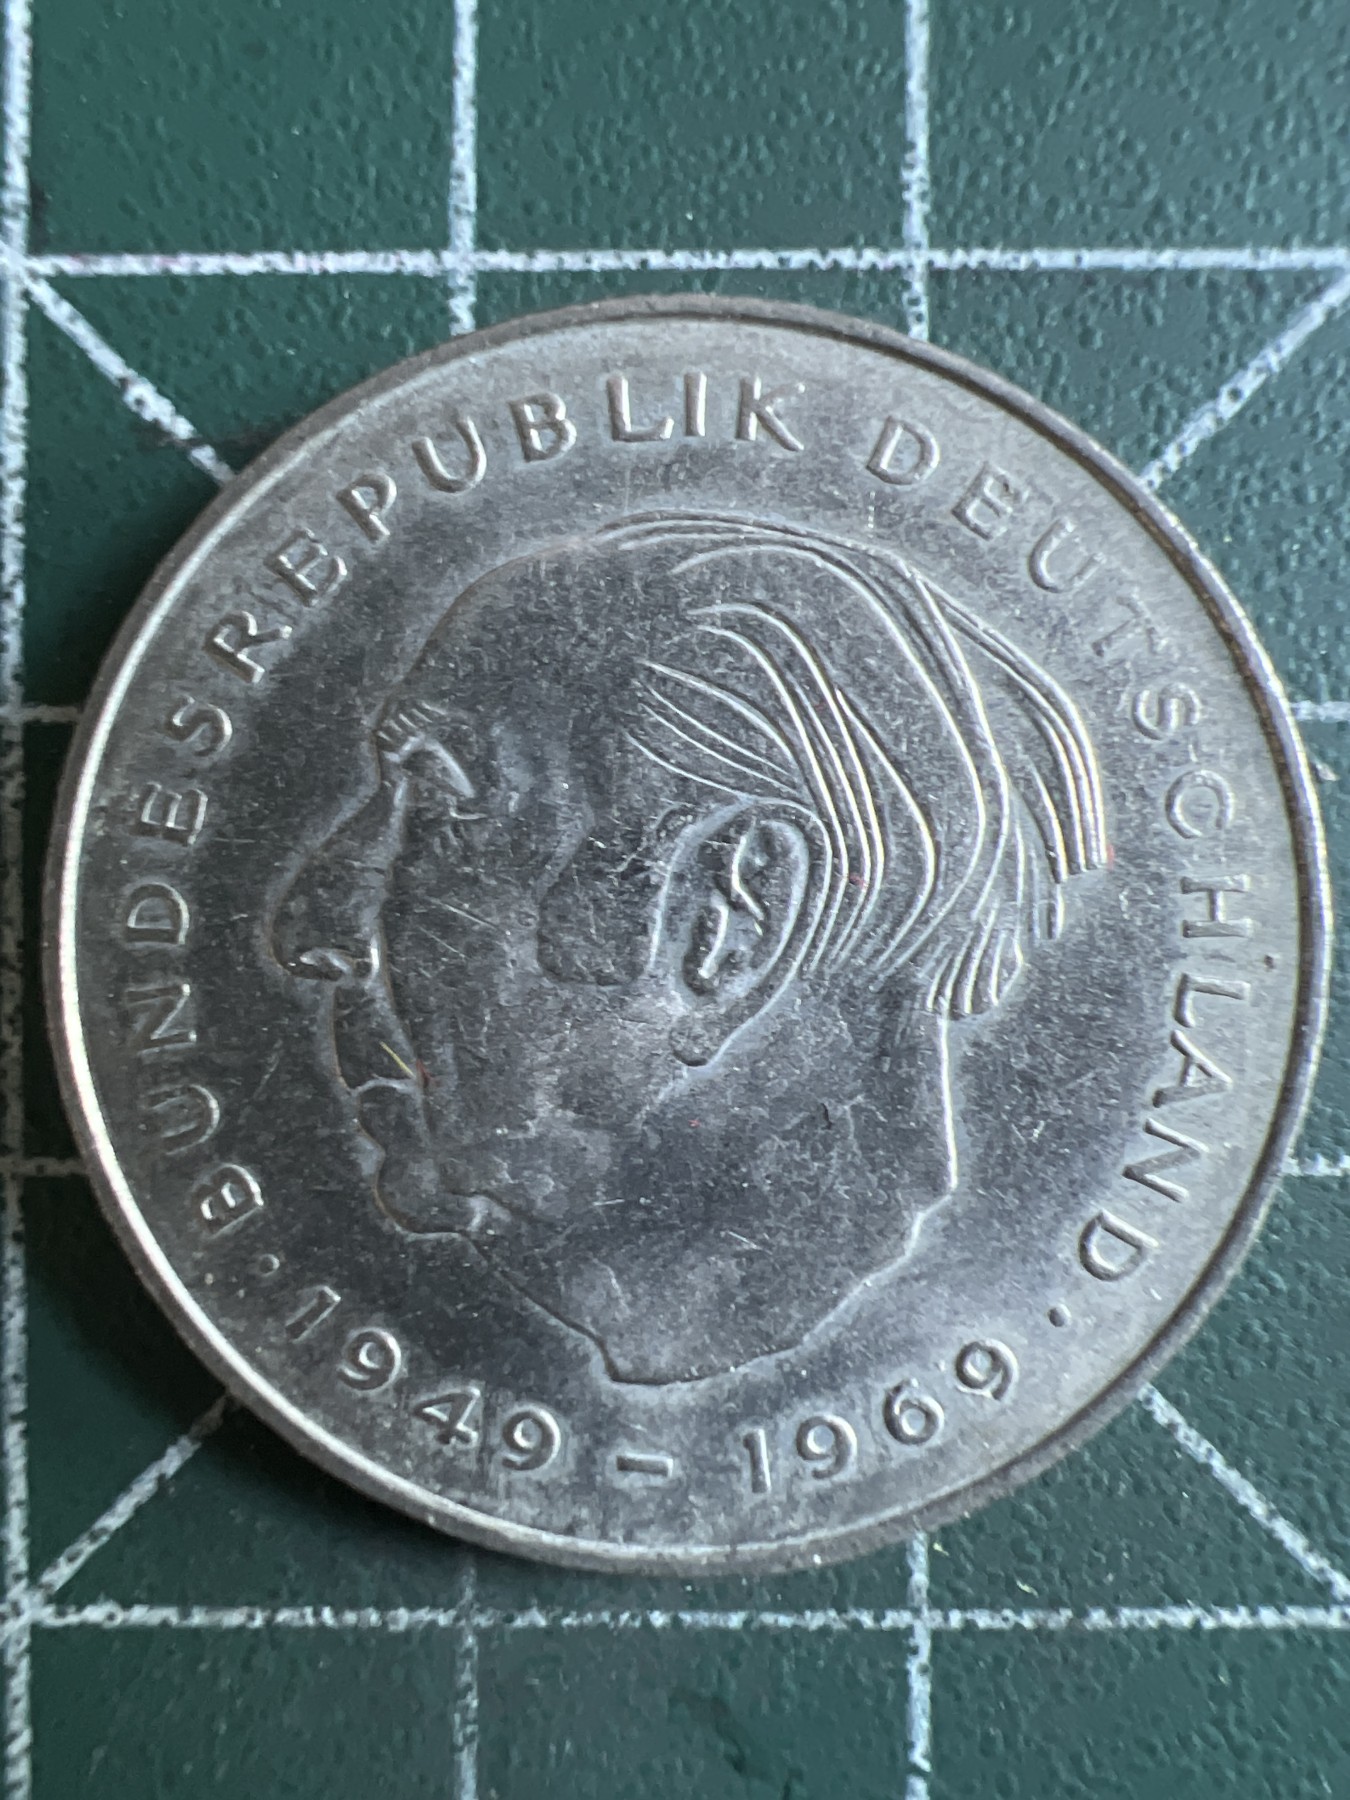 BUNDESREPUBLIK DEUTSCHLAND
· 1949 – 1969 ·